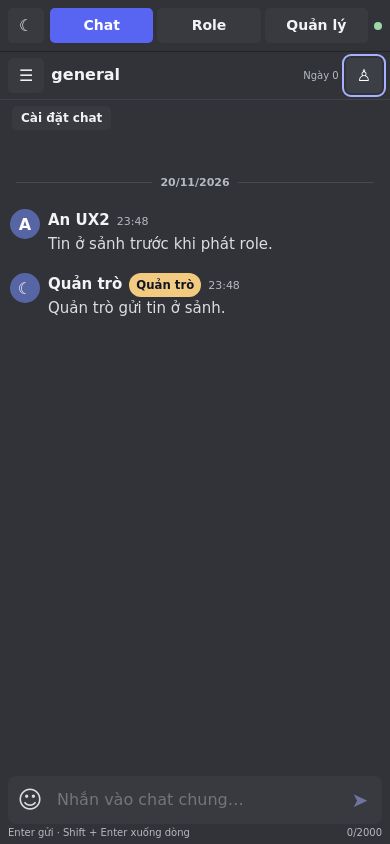 Chat Role Quản lý
general Ngày 0
Cài đặt chat
20/11/2026
A An UX2 23:48
Tin ở sảnh trước khi phát role.
Quản trò Quản trò 23:48
Quản trò gửi tin ở sảnh.
Nhắn vào chat chung...
Enter gửi · Shift + Enter xuống dòng 0/2000